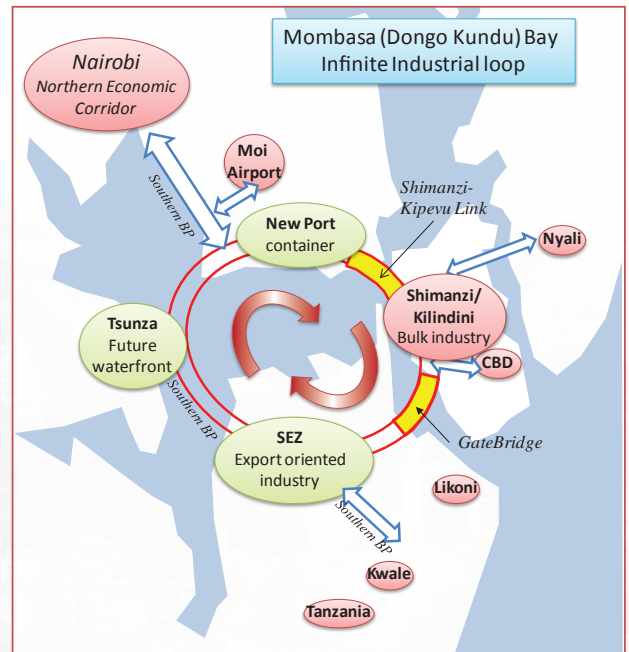 Mombasa (Dongo Kundu) Bay
Infinite Industrial loop
Nairobi
Northern Economic
Corridor
Moi
Airport
Southern BP
Shimanzi-
Kipevu Link
New Port
container
Nyali
Shimanzi/
Kilindini
Bulk industry
Tsunza
Future
waterfront
CBD
Southern BP
SEZ
Export oriented
industry
GateBridge
Likoni
Southern BP
Kwale
Tanzania